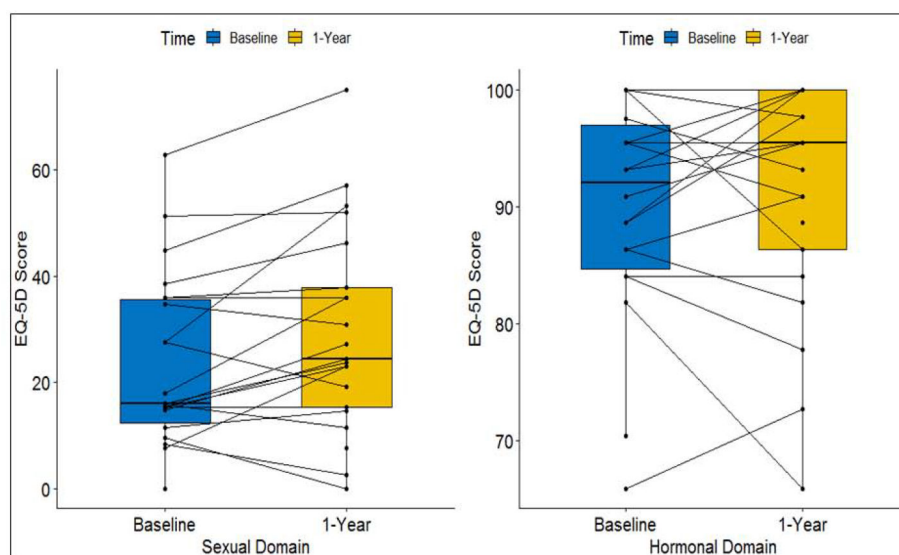 Time Baseline 1-Year
EQ-5D Score
60
40
20
0
Baseline 1-Year
Sexual Domain
Time Baseline 1-Year
EQ-5D Score
100
90
80
70
Baseline 1-Year
Hormonal Domain